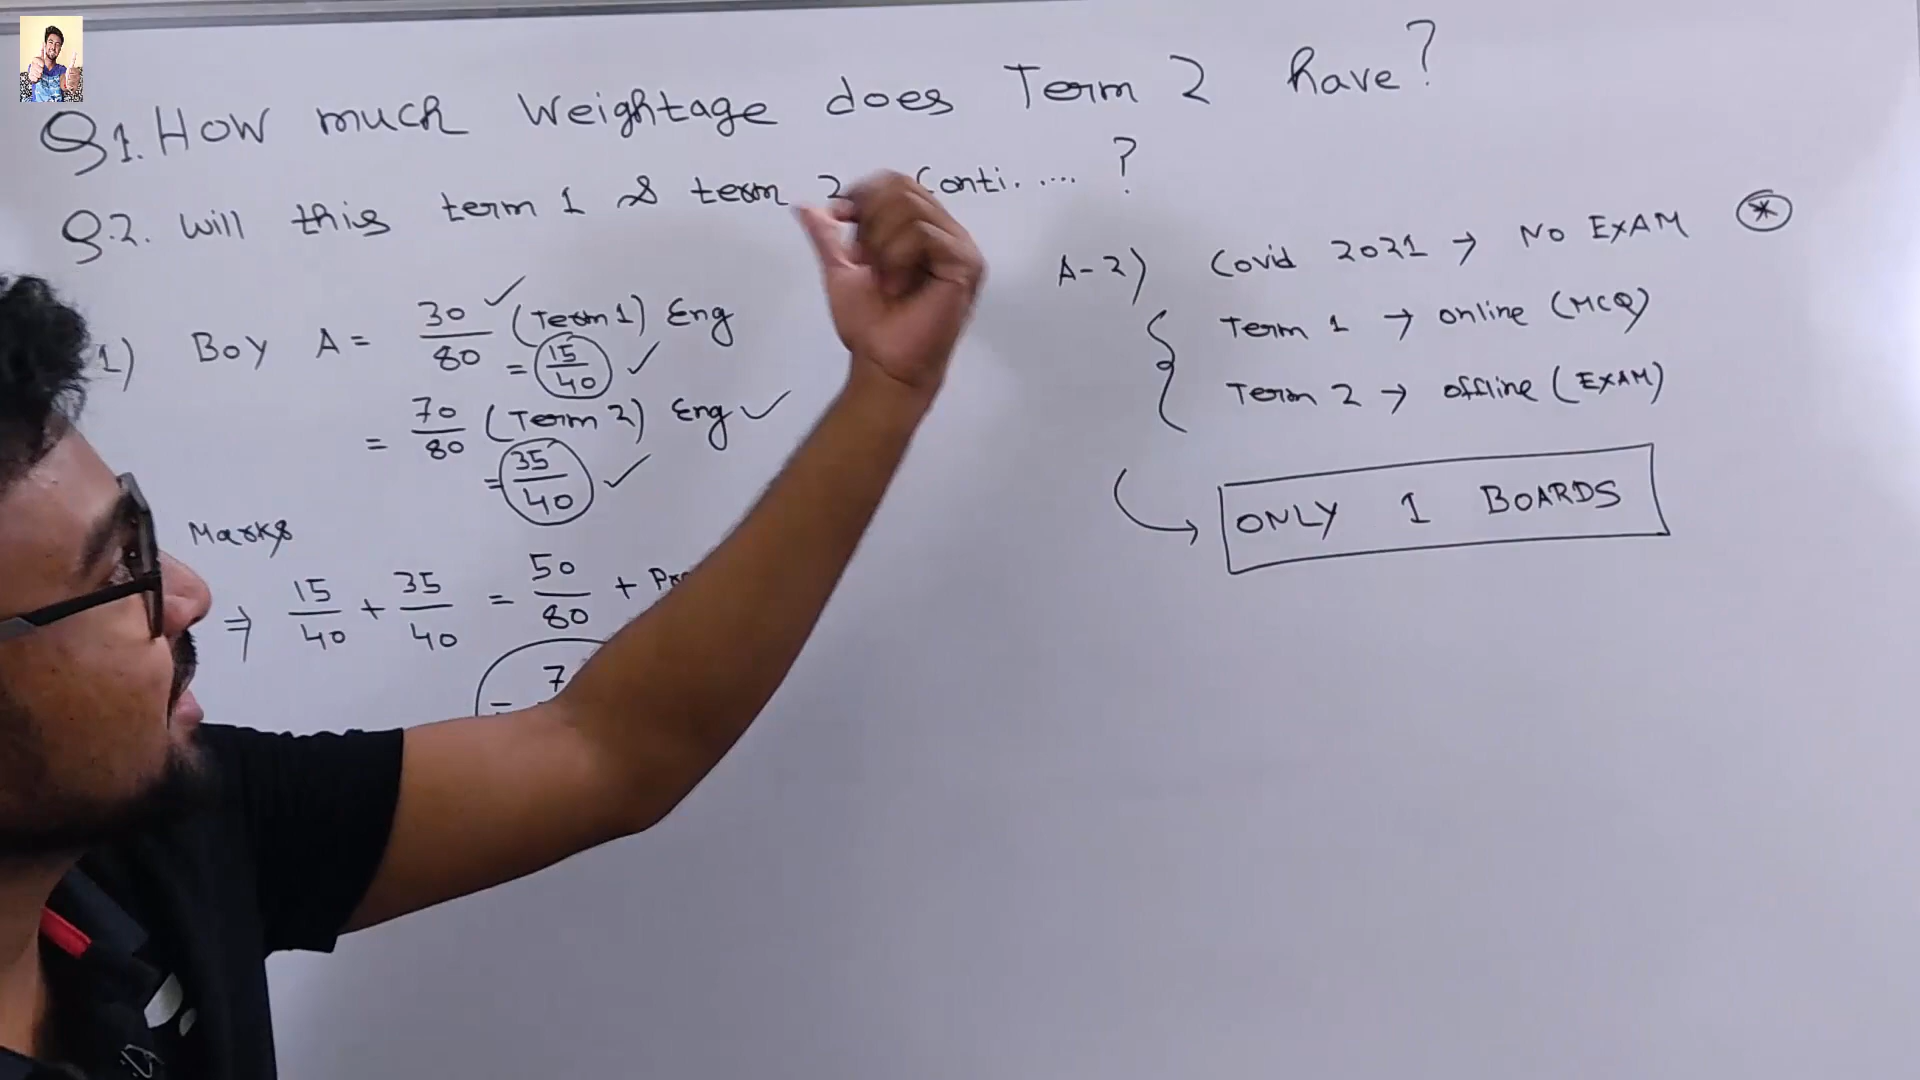 Q1. How much Weightage does Term 2 have?
Q.2. Will this term 1 & term 2 Conti..... ?
1) Boy A = 30/80 (Term 1) Eng
= 15/40
= 70/80 (Term 2) Eng
= 35/40
Marks
⇒ 15/40 + 35/40 = 50/80 +
= 7
A-2) Covid 2021 → No EXAM *
Term 1 → online (MCQ)
Term 2 → offline (EXAM)
ONLY 1 BOARDS